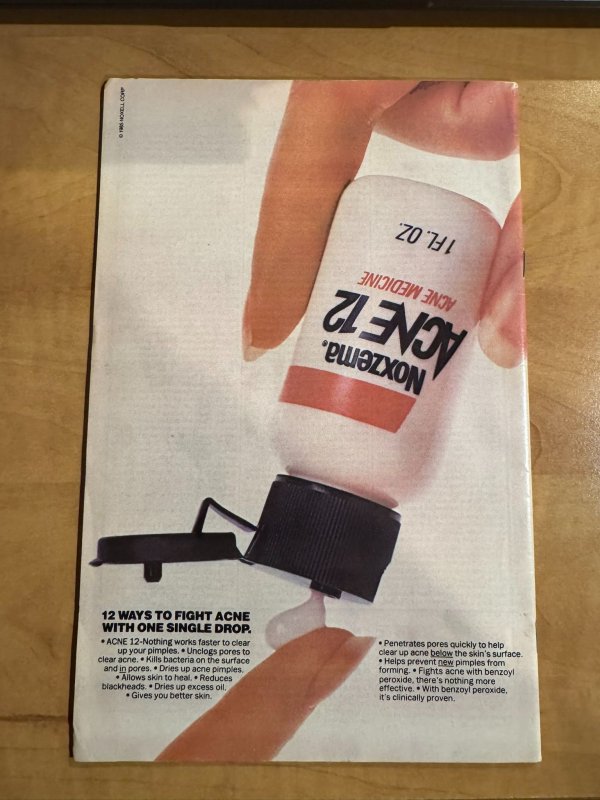 © 1985 NOXELL CORP
1 FL. OZ.
ACNE MEDICINE
ACNE 12
Noxzema®
12 WAYS TO FIGHT ACNE
WITH ONE SINGLE DROP.
• ACNE 12-Nothing works faster to clear
up your pimples. • Unclogs pores to
clear acne. • Kills bacteria on the surface
and in pores. • Dries up acne pimples.
• Allows skin to heal. • Reduces
blackheads. • Dries up excess oil.
• Gives you better skin.
• Penetrates pores quickly to help
clear up acne below the skin's surface.
• Helps prevent new pimples from
forming. • Fights acne with benzoyl
peroxide, there's nothing more
effective. • With benzoyl peroxide,
it's clinically proven.